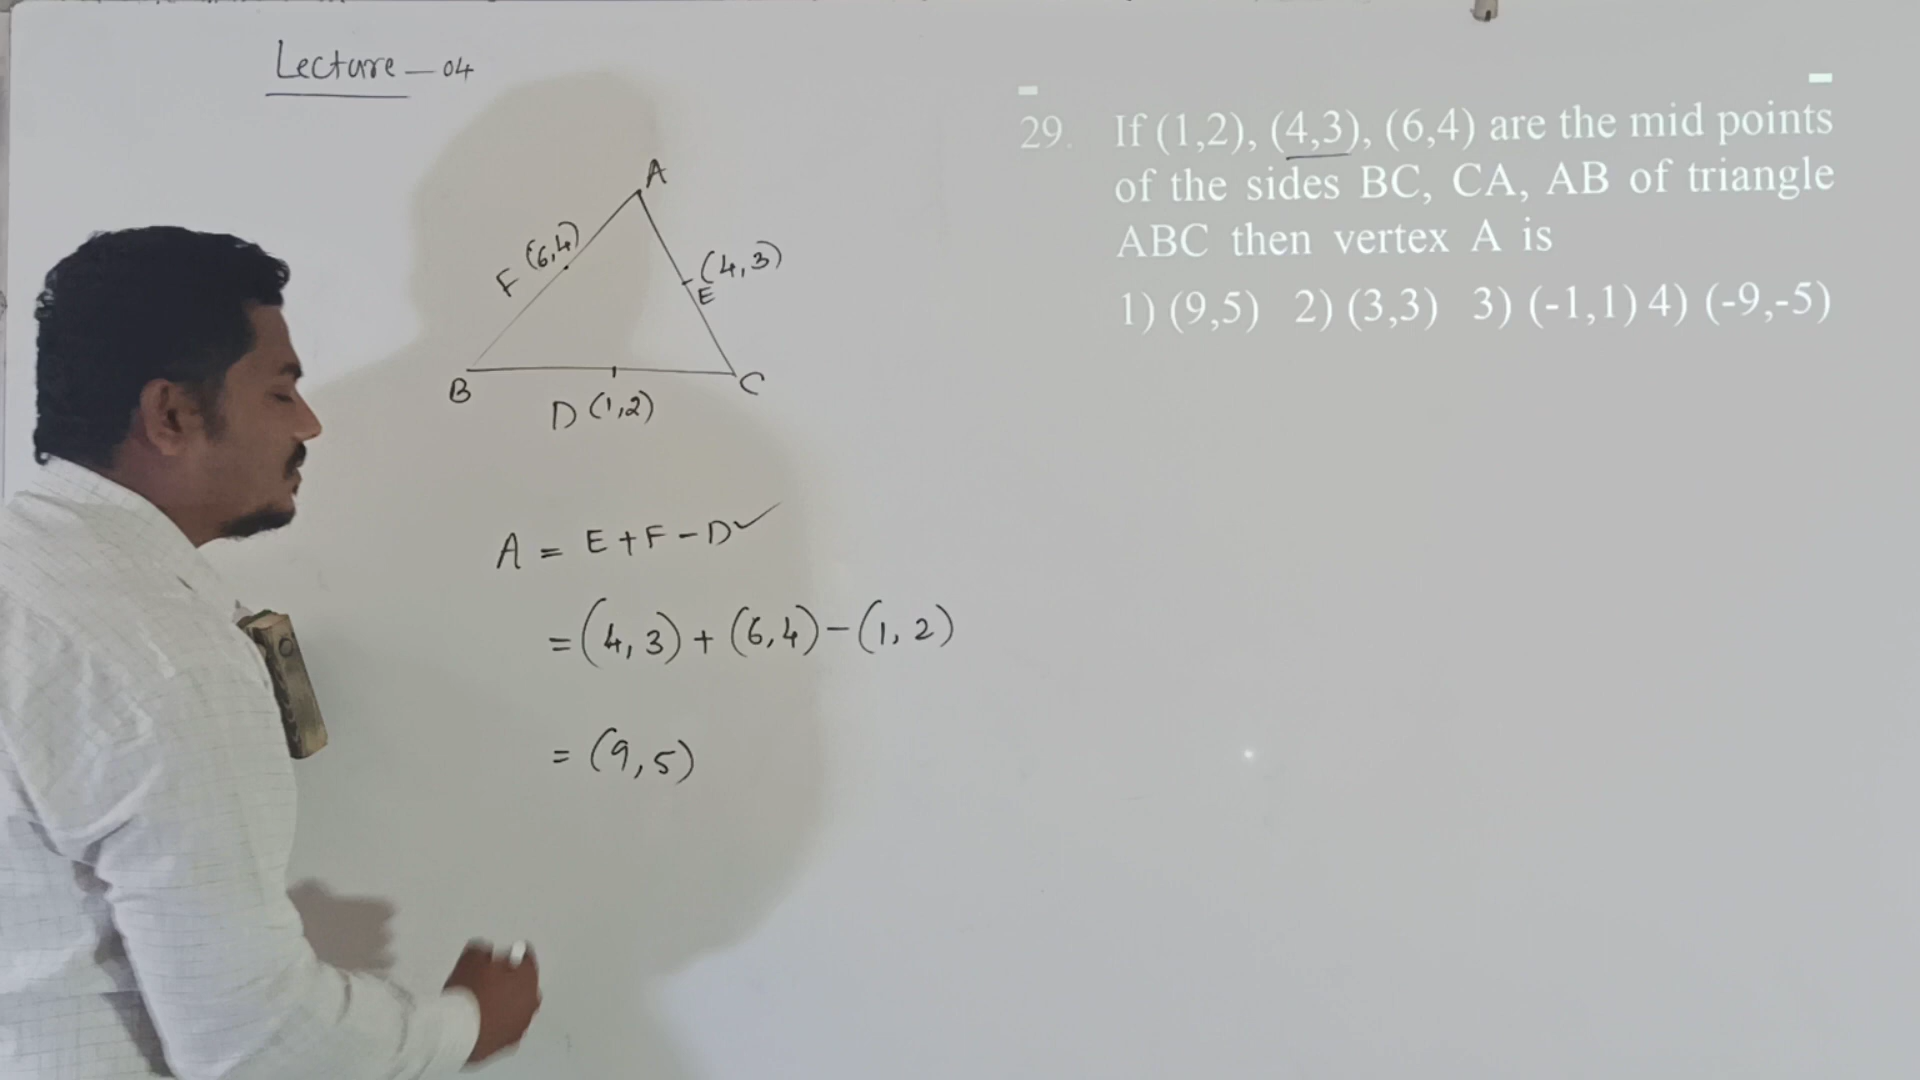 Lecture - 04
A
F (6,4)
(4,3)
E
B
C
D (1,2)
A = E + F - D ✓
= (4,3) + (6,4) - (1,2)
= (9,5)
29. If (1,2), (4,3), (6,4) are the mid points
of the sides BC, CA, AB of triangle
ABC then vertex A is
1) (9,5) 2) (3,3) 3) (-1,1) 4) (-9,-5)